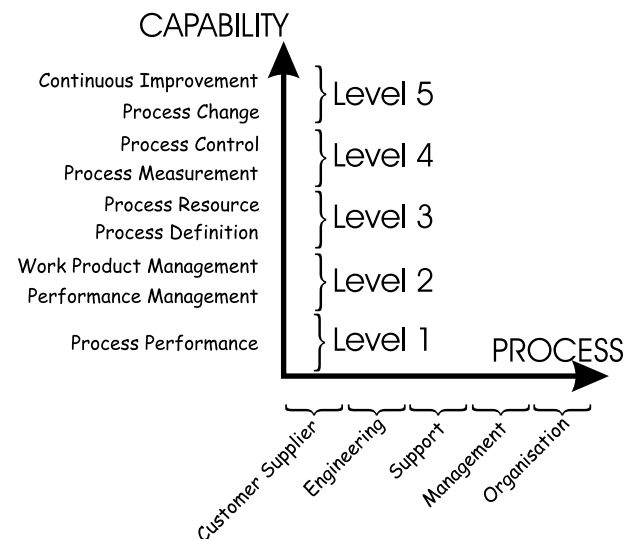 CAPABILITY
Continuous Improvement
Process Change
Level 5
Process Control
Process Measurement
Level 4
Process Resource
Process Definition
Level 3
Work Product Management
Performance Management
Level 2
Process Performance
Level 1
PROCESS
Customer Supplier
Engineering
Support
Management
Organisation